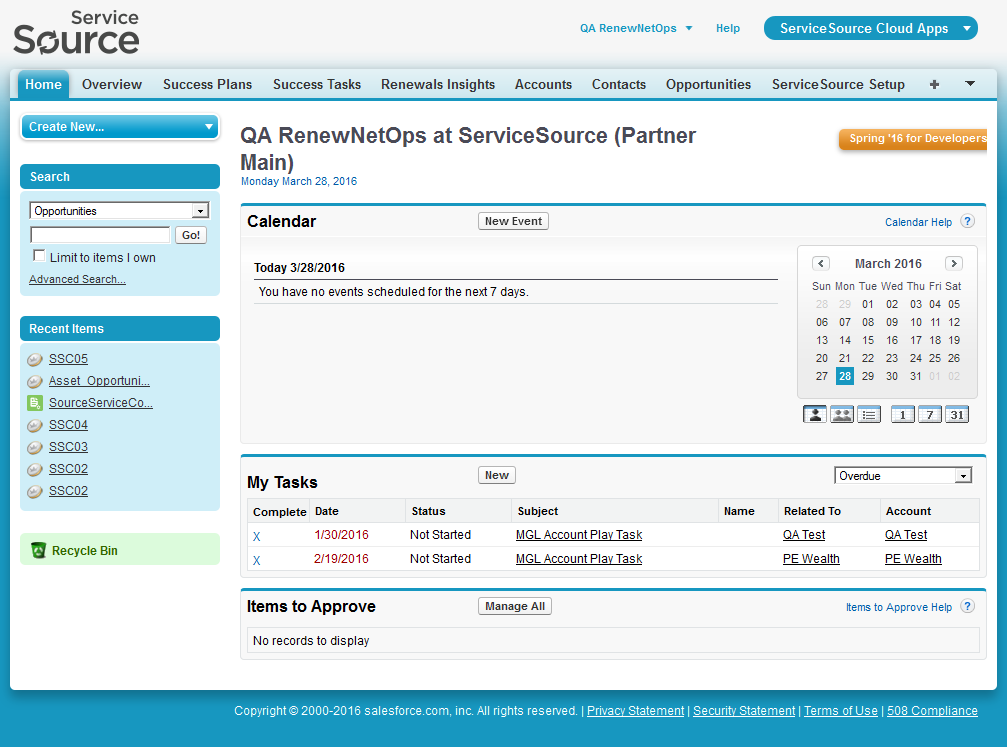 Service
Source
QA RenewNetOps
Help
ServiceSource Cloud Apps
Home Overview Success Plans Success Tasks Renewals Insights Accounts Contacts Opportunities ServiceSource Setup +
Create New...
Search
Opportunities
Go!
Limit to items I own
Advanced Search...
Recent Items
SSC05
Asset_Opportuni...
SourceServiceCo...
SSC04
SSC03
SSC02
SSC02
Recycle Bin
QA RenewNetOps at ServiceSource (Partner
Main)
Monday March 28, 2016
Spring '16 for Developers
Calendar
New Event
Calendar Help ?
Today 3/28/2016
You have no events scheduled for the next 7 days.
< March 2016 >
Sun Mon Tue Wed Thu Fri Sat
28 29 01 02 03 04 05
06 07 08 09 10 11 12
13 14 15 16 17 18 19
20 21 22 23 24 25 26
27 28 29 30 31 01 02
1 7 31
My Tasks
New
Overdue
Complete Date Status Subject Name Related To Account
X 1/30/2016 Not Started MGL Account Play Task QA Test QA Test
X 2/19/2016 Not Started MGL Account Play Task PE Wealth PE Wealth
Items to Approve
Manage All
Items to Approve Help ?
No records to display
Copyright © 2000-2016 salesforce.com, inc. All rights reserved. | Privacy Statement | Security Statement | Terms of Use | 508 Compliance